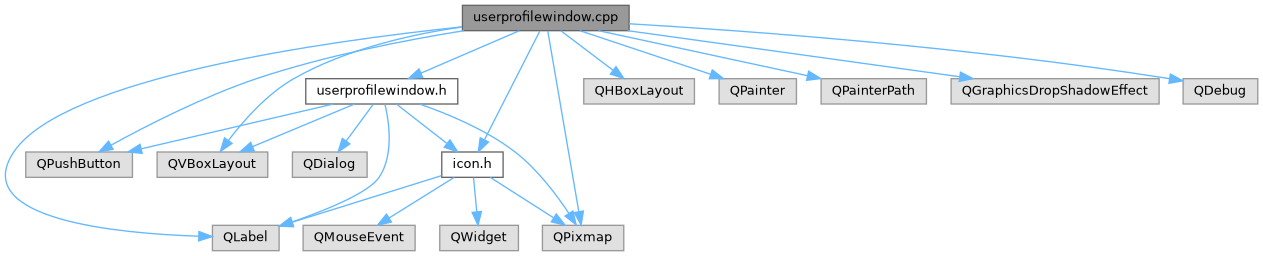 userprofilewindow.cpp
userprofilewindow.h
QHBoxLayout
QPainter
QPainterPath
QGraphicsDropShadowEffect
QDebug
QPushButton
QVBoxLayout
QDialog
icon.h
QLabel
QMouseEvent
QWidget
QPixmap